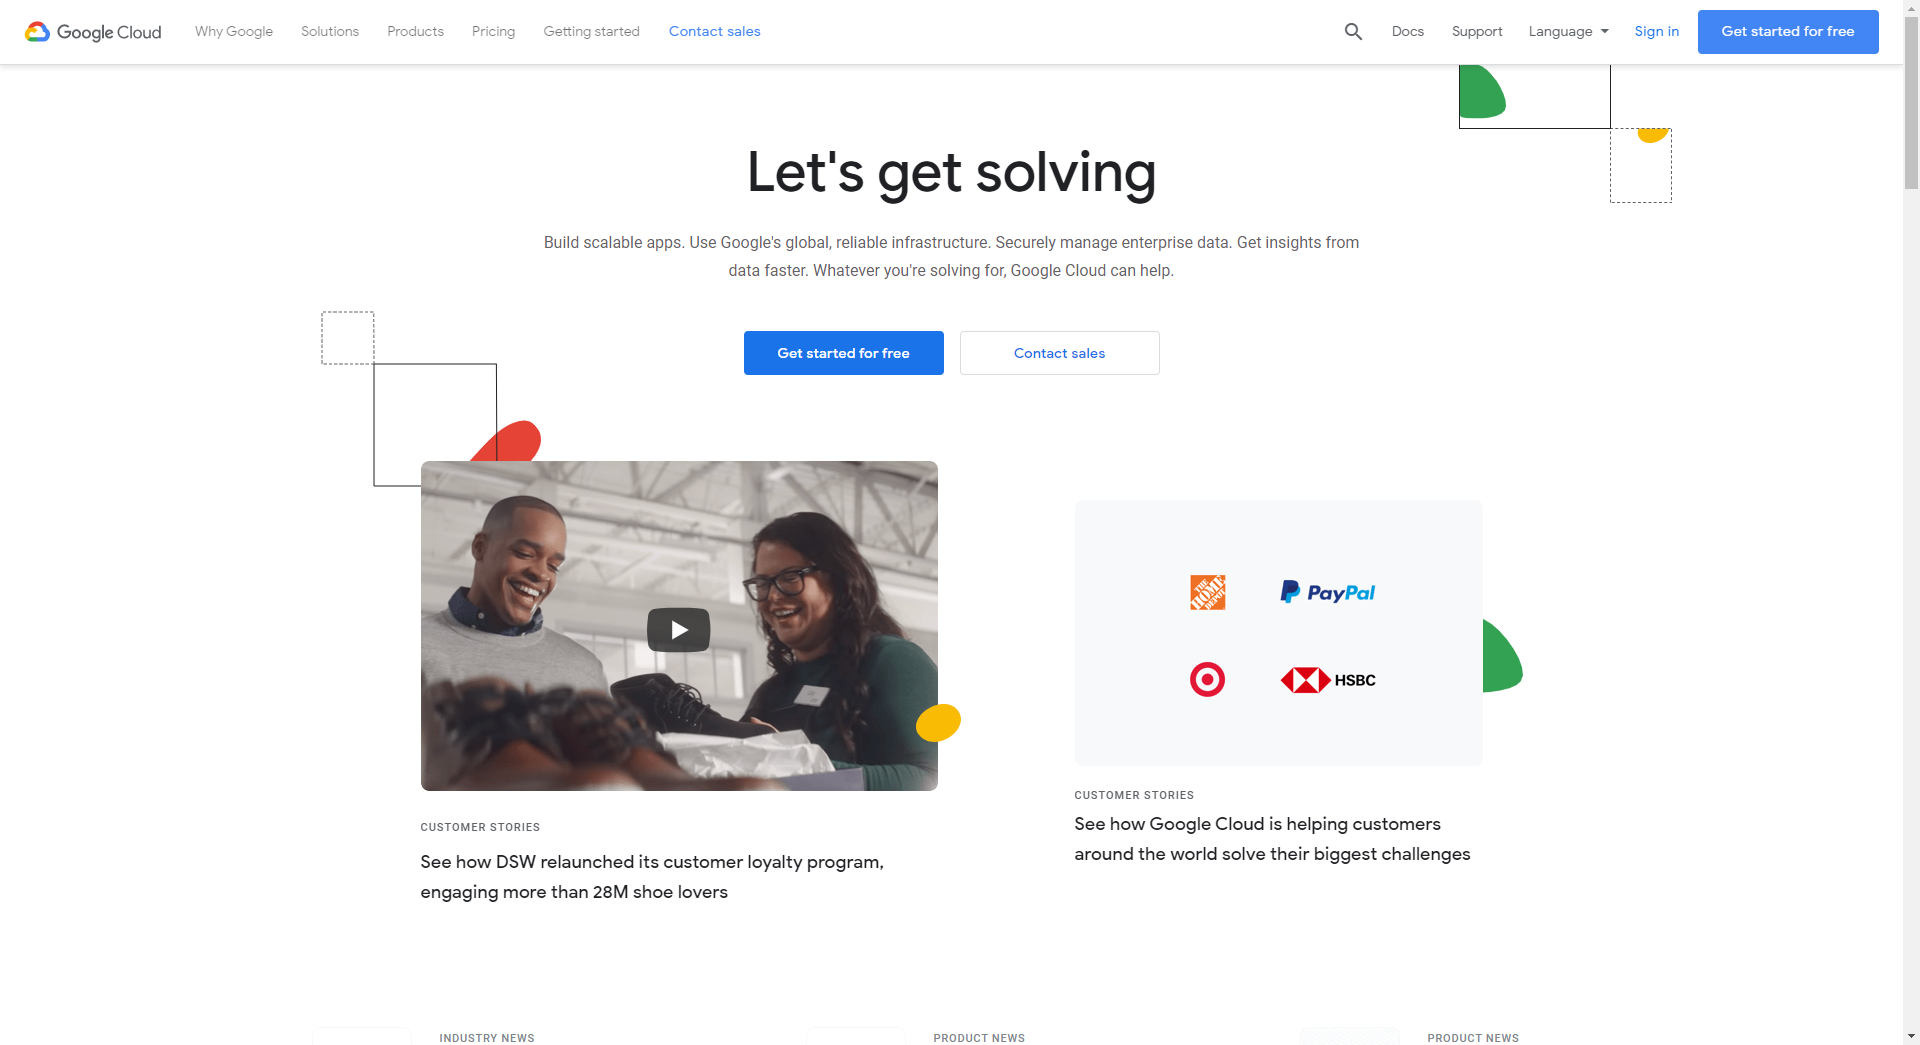 Google Cloud
Why Google
Solutions
Products
Pricing
Getting started
Contact sales
Docs
Support
Language
Sign in
Get started for free
Let's get solving
Build scalable apps. Use Google's global, reliable infrastructure. Securely manage enterprise data. Get insights from
data faster. Whatever you're solving for, Google Cloud can help.
Get started for free
Contact sales
THE
HOME
DEPOT
PayPal
HSBC
CUSTOMER STORIES
See how DSW relaunched its customer loyalty program,
engaging more than 28M shoe lovers
CUSTOMER STORIES
See how Google Cloud is helping customers
around the world solve their biggest challenges
INDUSTRY NEWS
PRODUCT NEWS
PRODUCT NEWS